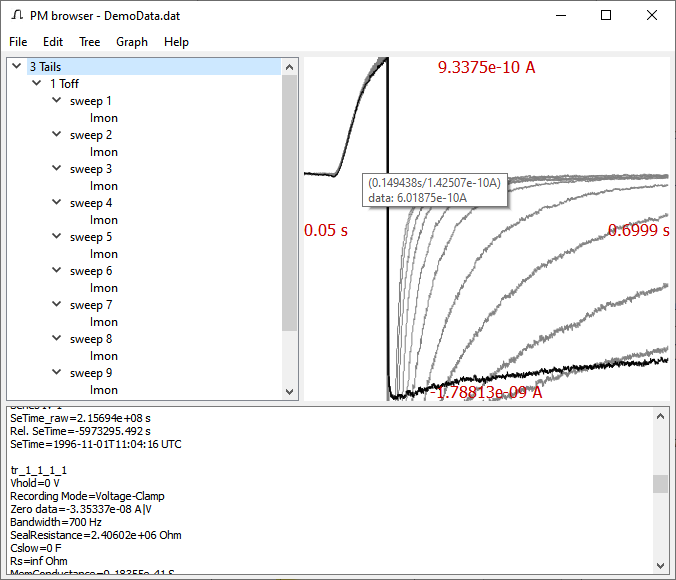 PM browser - DemoData.dat
File Edit Tree Graph Help
3 Tails
1 Toff
sweep 1
Imon
sweep 2
Imon
sweep 3
Imon
sweep 4
Imon
sweep 5
Imon
sweep 6
Imon
sweep 7
Imon
sweep 8
Imon
sweep 9
Imon
9.3375e-10 A
(0.149438s/1.42507e-10A)
data: 6.01875e-10A
0.05 s
0.6999 s
-1.78813e-09 A
SeTime_raw=2.15694e+08 s
Rel. SeTime=-5973295.492 s
SeTime=1996-11-01T11:04:16 UTC
tr_1_1_1_1
Vhold=0 V
Recording Mode=Voltage-Clamp
Zero data=-3.35337e-08 A|V
Bandwidth=700 Hz
SealResistance=2.40602e+06 Ohm
Cslow=0 F
Rs=inf Ohm